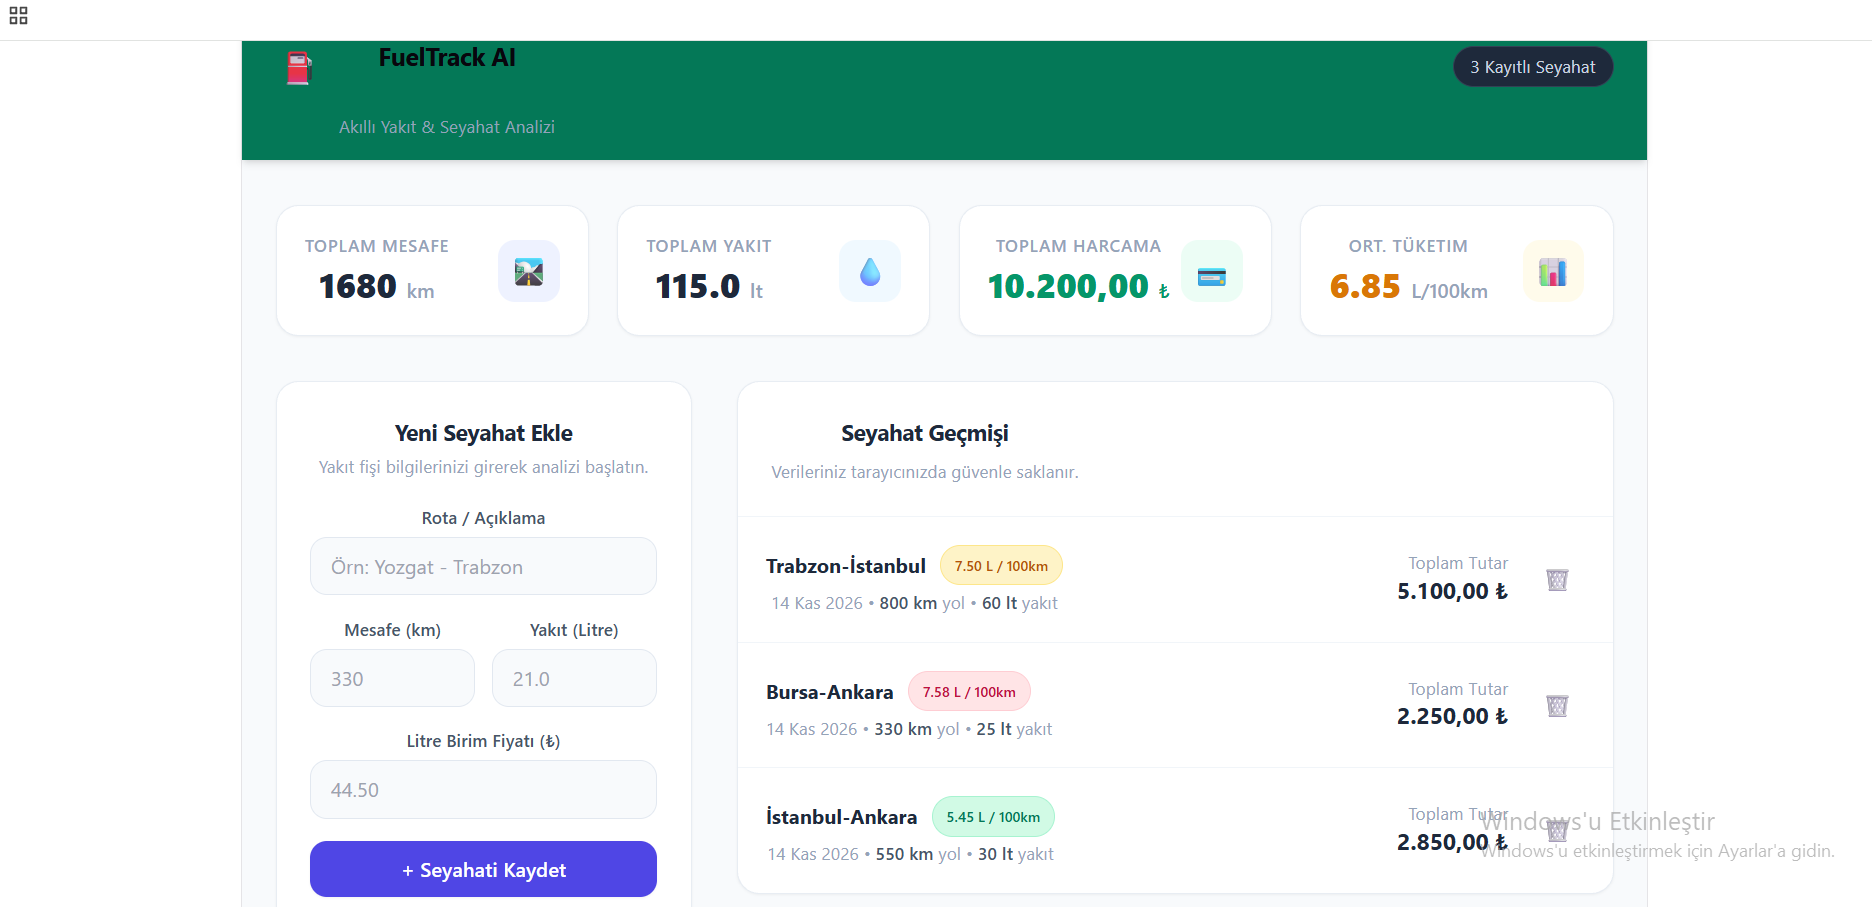 FuelTrack AI
3 Kayıtlı Seyahat
Akıllı Yakıt & Seyahat Analizi
TOPLAM MESAFE
1680 km
TOPLAM YAKIT
115.0 lt
TOPLAM HARCAMA
10.200,00 ₺
ORT. TÜKETIM
6.85 L/100km
Yeni Seyahat Ekle
Yakıt fişi bilgilerinizi girerek analizi başlatın.
Rota / Açıklama
Örn: Yozgat - Trabzon
Mesafe (km)
Yakıt (Litre)
330
21.0
Litre Birim Fiyatı (₺)
44.50
+ Seyahati Kaydet
Seyahat Geçmişi
Verileriniz tarayıcınızda güvenle saklanır.
Trabzon-İstanbul 7.50 L / 100km
14 Kas 2026 • 800 km yol • 60 lt yakıt
Toplam Tutar
5.100,00 ₺
Bursa-Ankara 7.58 L / 100km
14 Kas 2026 • 330 km yol • 25 lt yakıt
Toplam Tutar
2.250,00 ₺
İstanbul-Ankara 5.45 L / 100km
14 Kas 2026 • 550 km yol • 30 lt yakıt
Toplam Tutar
2.850,00 ₺
Windows'u Etkinleştir
Windows'u etkinleştirmek için Ayarlar'a gidin.